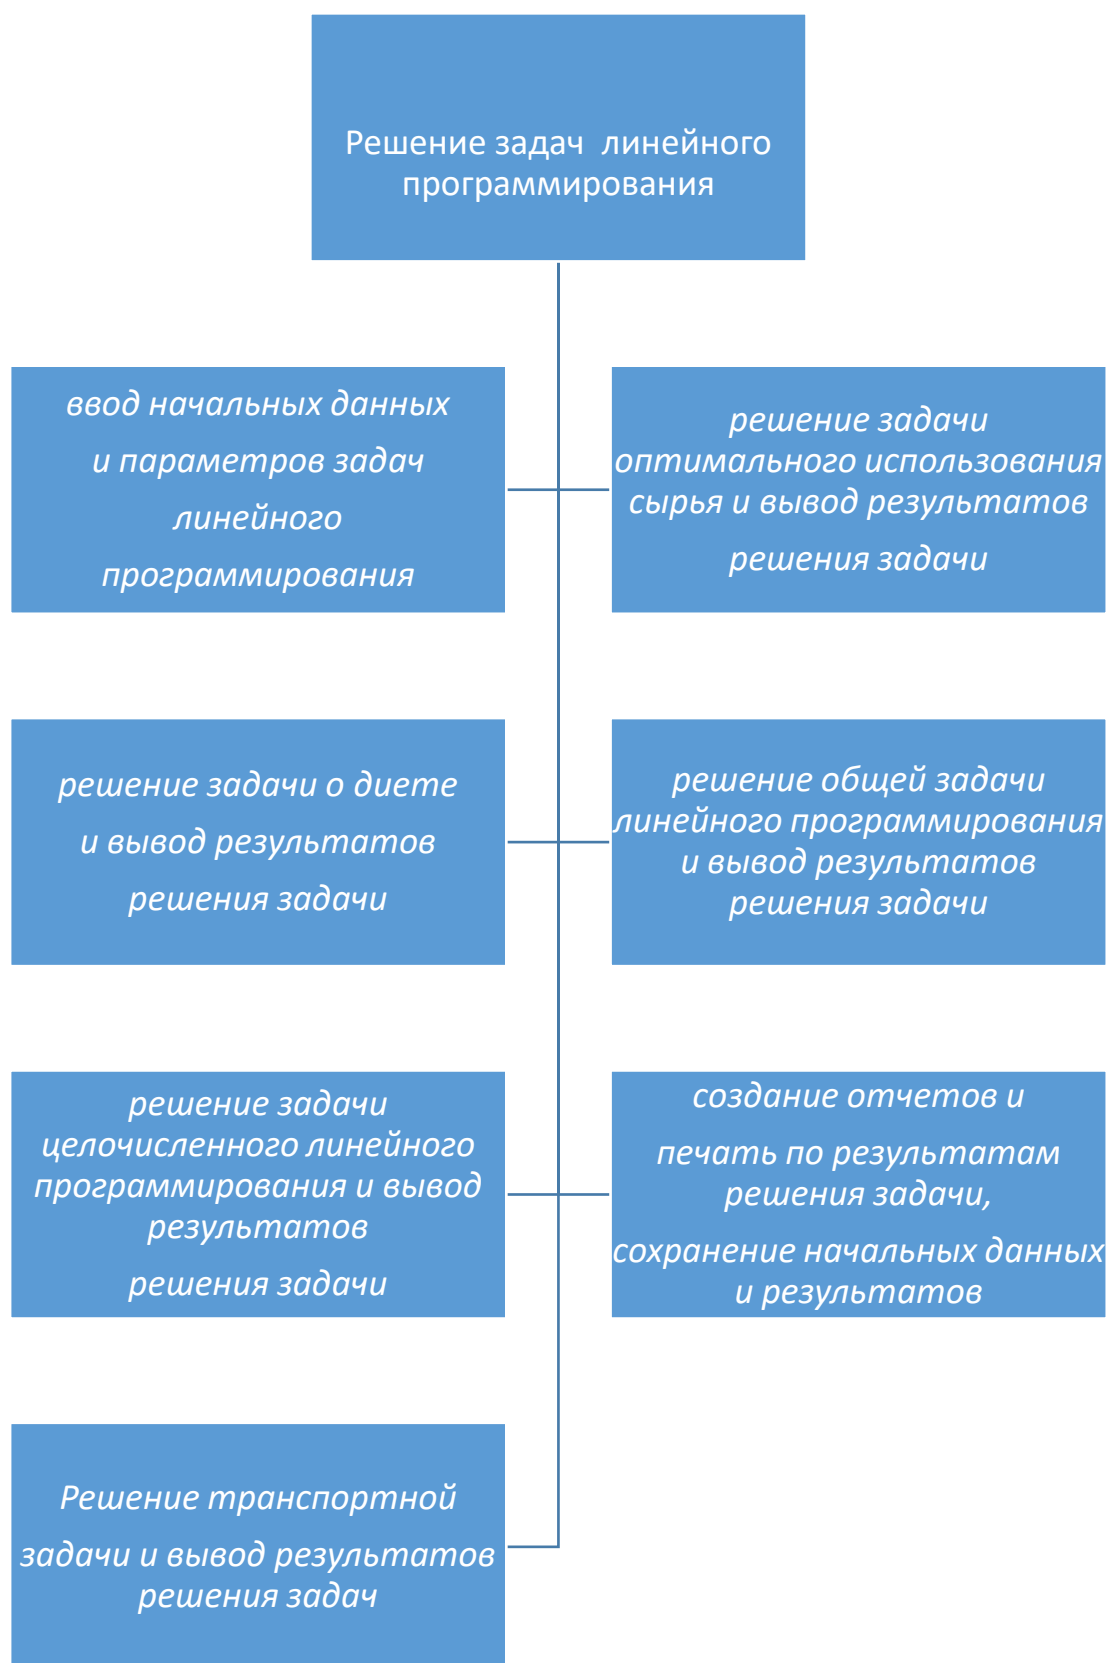 Решение задач линейного
программирования
ввод начальных данных
и параметров задач
линейного
программирования
решение задачи
оптимального использования
сырья и вывод результатов
решения задачи
решение задачи о диете
и вывод результатов
решения задачи
решение общей задачи
линейного программирования
и вывод результатов
решения задачи
решение задачи
целочисленного линейного
программирования и вывод
результатов
решения задачи
создание отчетов и
печать по результатам
решения задачи,
сохранение начальных данных
и результатов
Решение транспортной
задачи и вывод результатов
решения задач